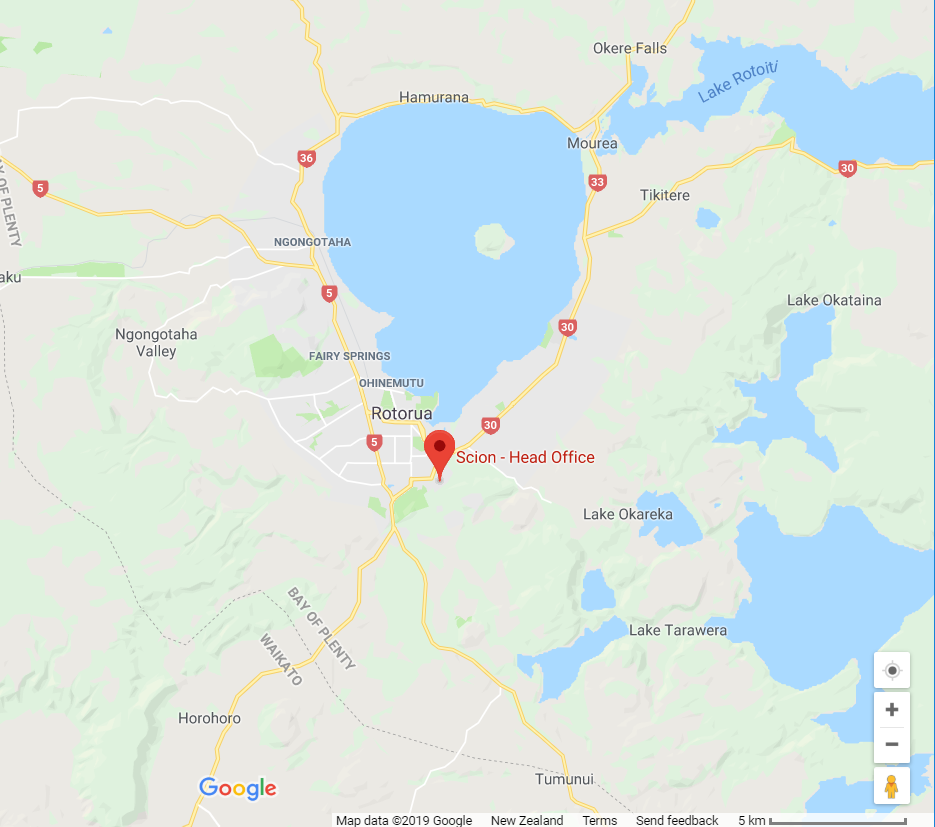 Okere Falls
Lake Rotoiti
Hamurana
Mourea
36
33
30
5
Tikitere
BAY OF PLENTY
NGONGOTAHA
aku
5
Lake Okataina
Ngongotaha
Valley
30
FAIRY SPRINGS
OHINEMUTU
Rotorua
30
5
Scion - Head Office
Lake Okareka
BAY OF PLENTY
WAIKATO
Lake Tarawera
Horohoro
Tumunui
Google
Map data ©2019 Google New Zealand Terms Send feedback 5 km